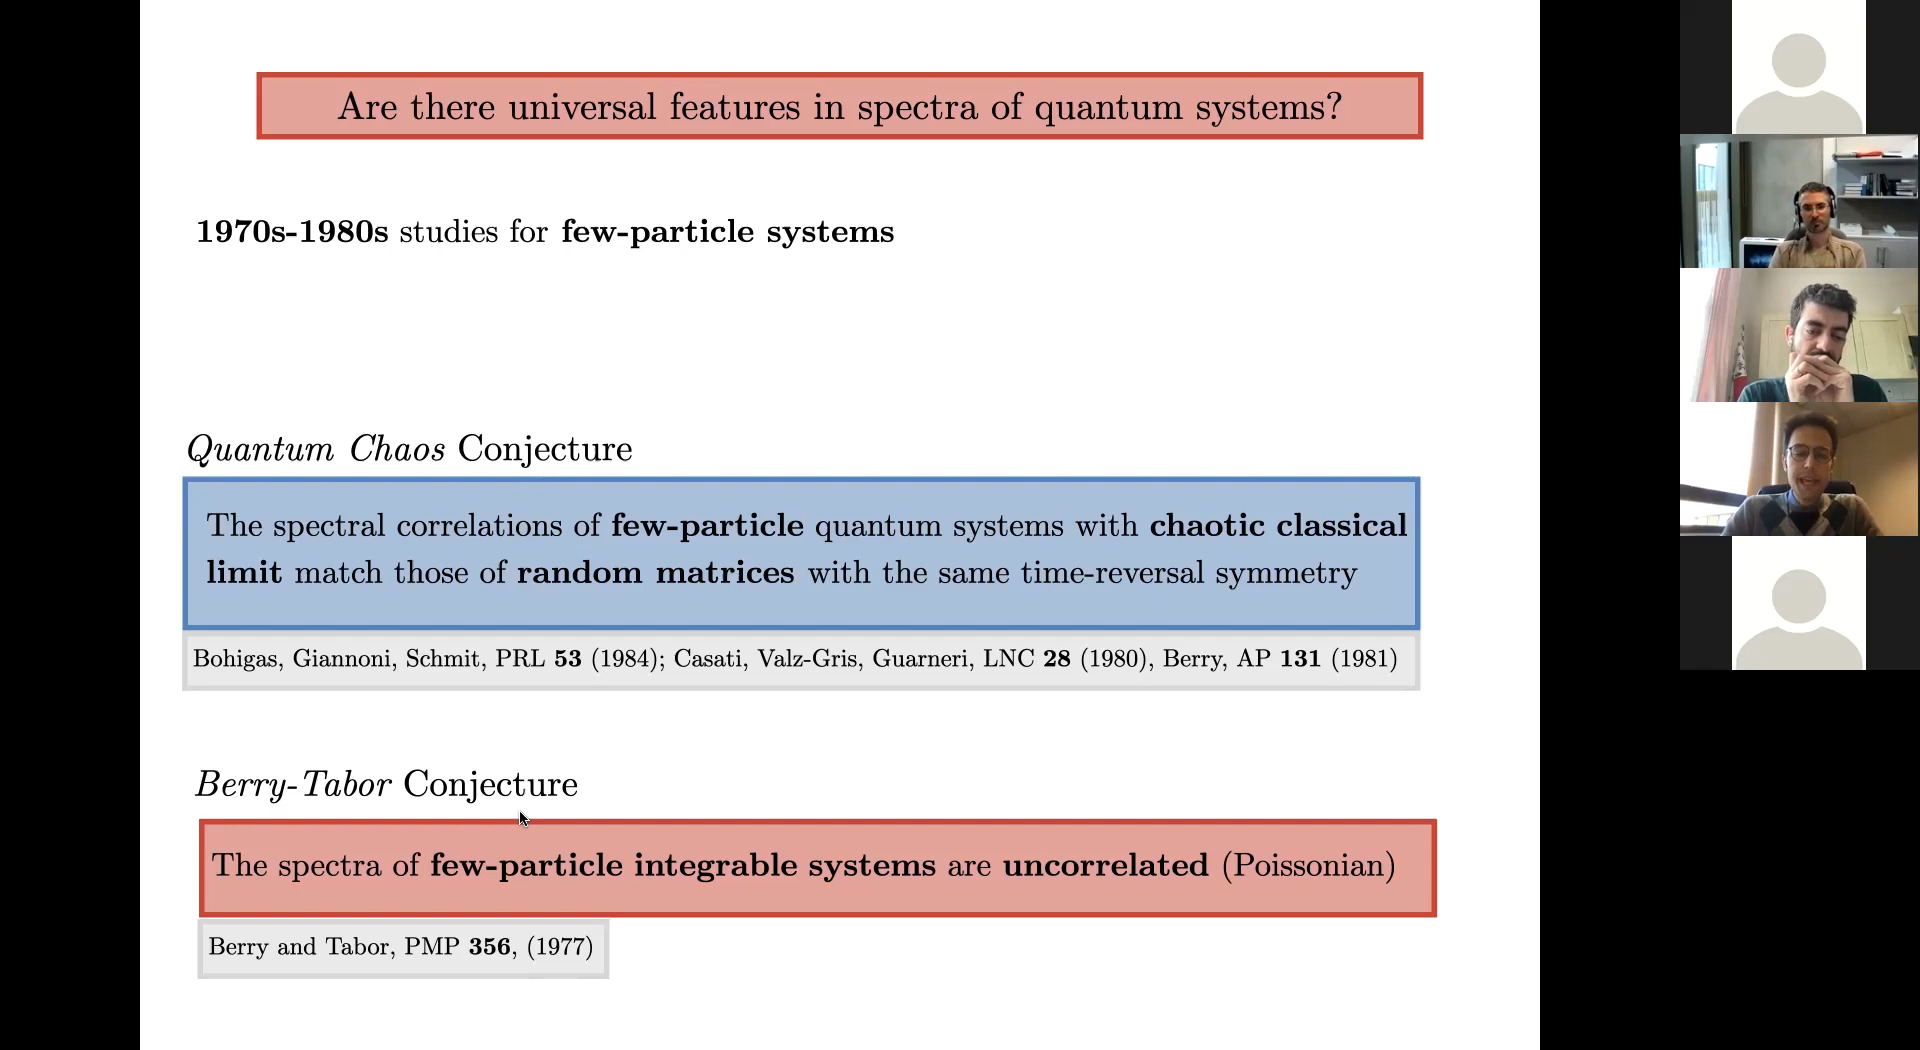 Are there universal features in spectra of quantum systems?
1970s-1980s studies for few-particle systems
Quantum Chaos Conjecture
The spectral correlations of few-particle quantum systems with chaotic classical
limit match those of random matrices with the same time-reversal symmetry
Bohigas, Giannoni, Schmit, PRL 53 (1984); Casati, Valz-Gris, Guarneri, LNC 28 (1980), Berry, AP 131 (1981)
Berry-Tabor Conjecture
The spectra of few-particle integrable systems are uncorrelated (Poissonian)
Berry and Tabor, PMP 356, (1977)